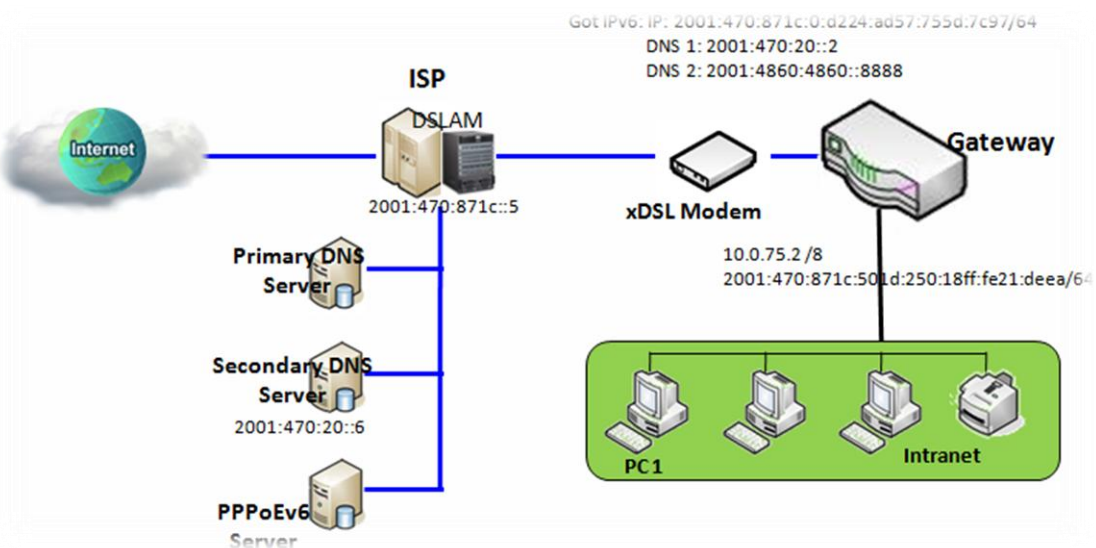 Got IPv6: IP: 2001:470:871c:0:d224:ad57:755d:7c97/64
DNS 1: 2001:470:20::2
DNS 2: 2001:4860:4860::8888
ISP
DSLAM
Internet
Gateway
2001:470:871c::5
xDSL Modem
Primary DNS
Server
10.0.75.2 /8
2001:470:871c:501d:250:18ff:fe21:deea/64
Secondary DNS
Server
2001:470:20::6
PC1
Intranet
PPPoEv6
Server